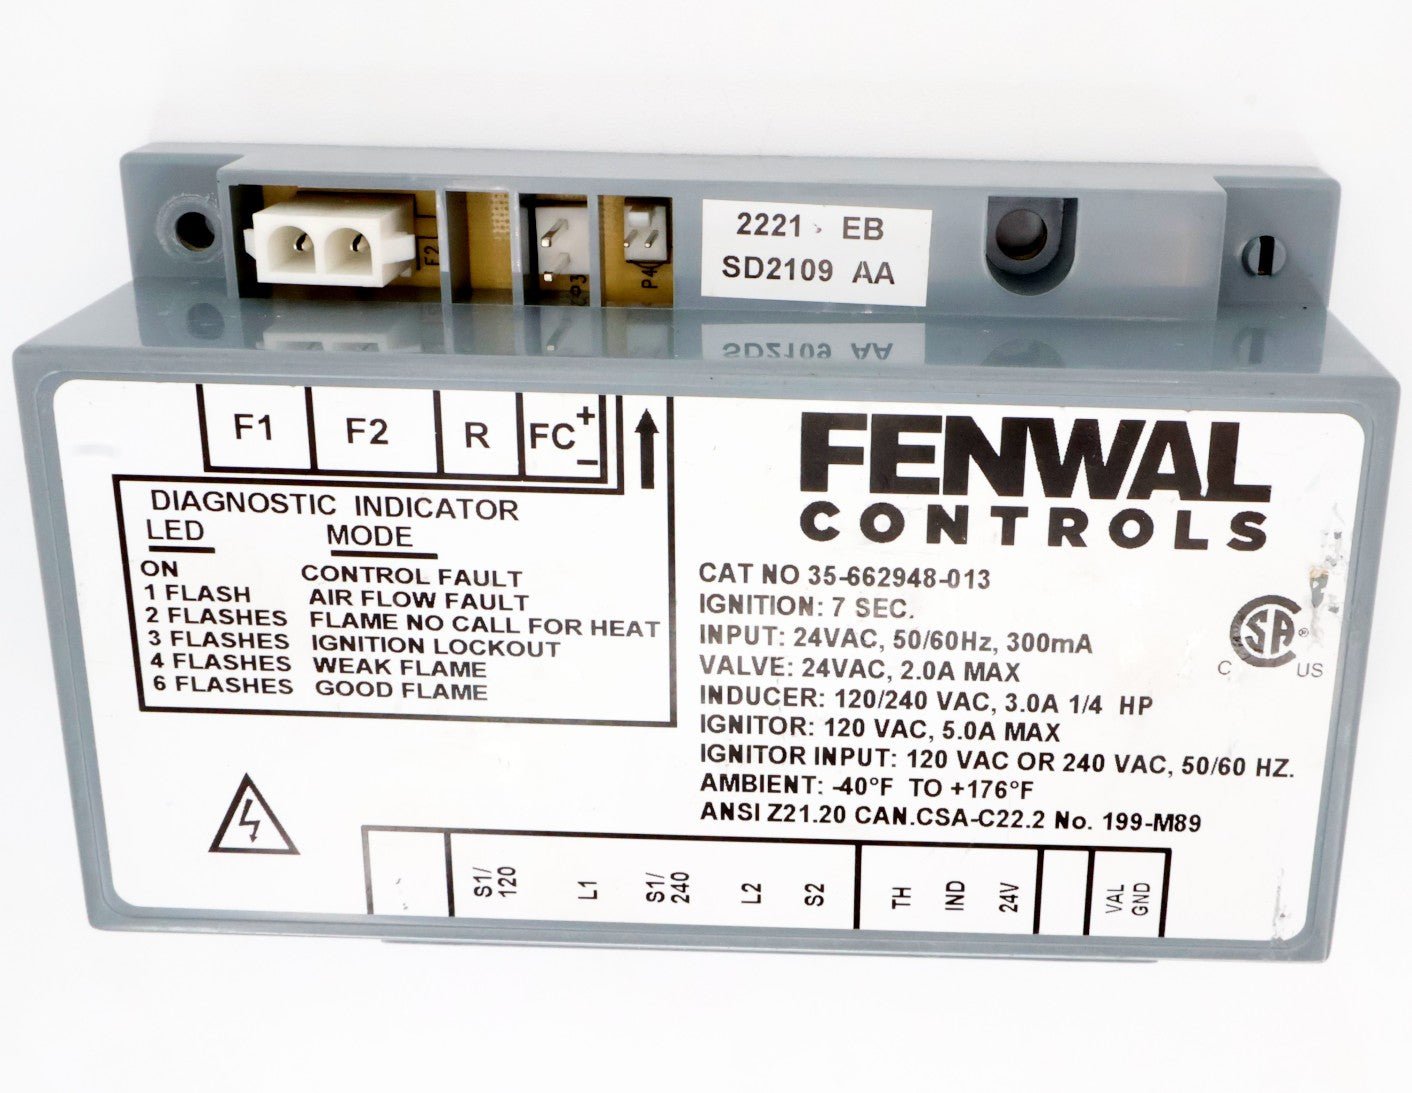 2221 EB
SD2109 AA
F2
P4
F1 F2 R FC + -
DIAGNOSTIC INDICATOR
LED MODE
ON CONTROL FAULT
1 FLASH AIR FLOW FAULT
2 FLASHES FLAME NO CALL FOR HEAT
3 FLASHES IGNITION LOCKOUT
4 FLASHES WEAK FLAME
6 FLASHES GOOD FLAME
FENWAL
CONTROLS
CAT NO 35-662948-013
IGNITION: 7 SEC.
INPUT: 24VAC, 50/60Hz, 300mA
VALVE: 24VAC, 2.0A MAX
INDUCER: 120/240 VAC, 3.0A 1/4 HP
IGNITOR: 120 VAC, 5.0A MAX
IGNITOR INPUT: 120 VAC OR 240 VAC, 50/60 HZ.
AMBIENT: -40°F TO +176°F
ANSI Z21.20 CAN.CSA-C22.2 No. 199-M89
CSA ®
C US
S1/
120
L1
S1/
240
L2
S2
TH
IND
24V
VAL
GND